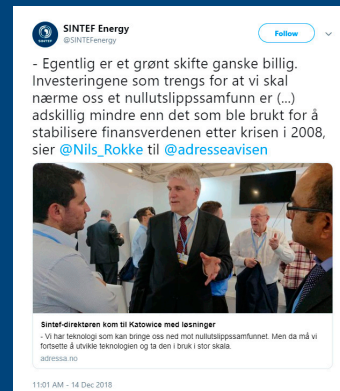 SINTEF Energy
@SINTEFenergy
Follow
- Egentlig er et grønt skifte ganske billig.
Investeringene som trengs for at vi skal
nærme oss et nullutslippssamfunn er (...)
adskillig mindre enn det som ble brukt for å
stabilisere finansverdenen etter krisen i 2008,
sier @Nils_Rokke til @adresseavisen
Sintef-direktøren kom til Katowice med løsninger
- Vi har teknologi som kan bringe oss ned mot nullutslippssamfunnet. Men da må vi
fortsette å utvikle teknologien og ta den i bruk i stor skala.
adressa.no
11:01 AM - 14 Dec 2018